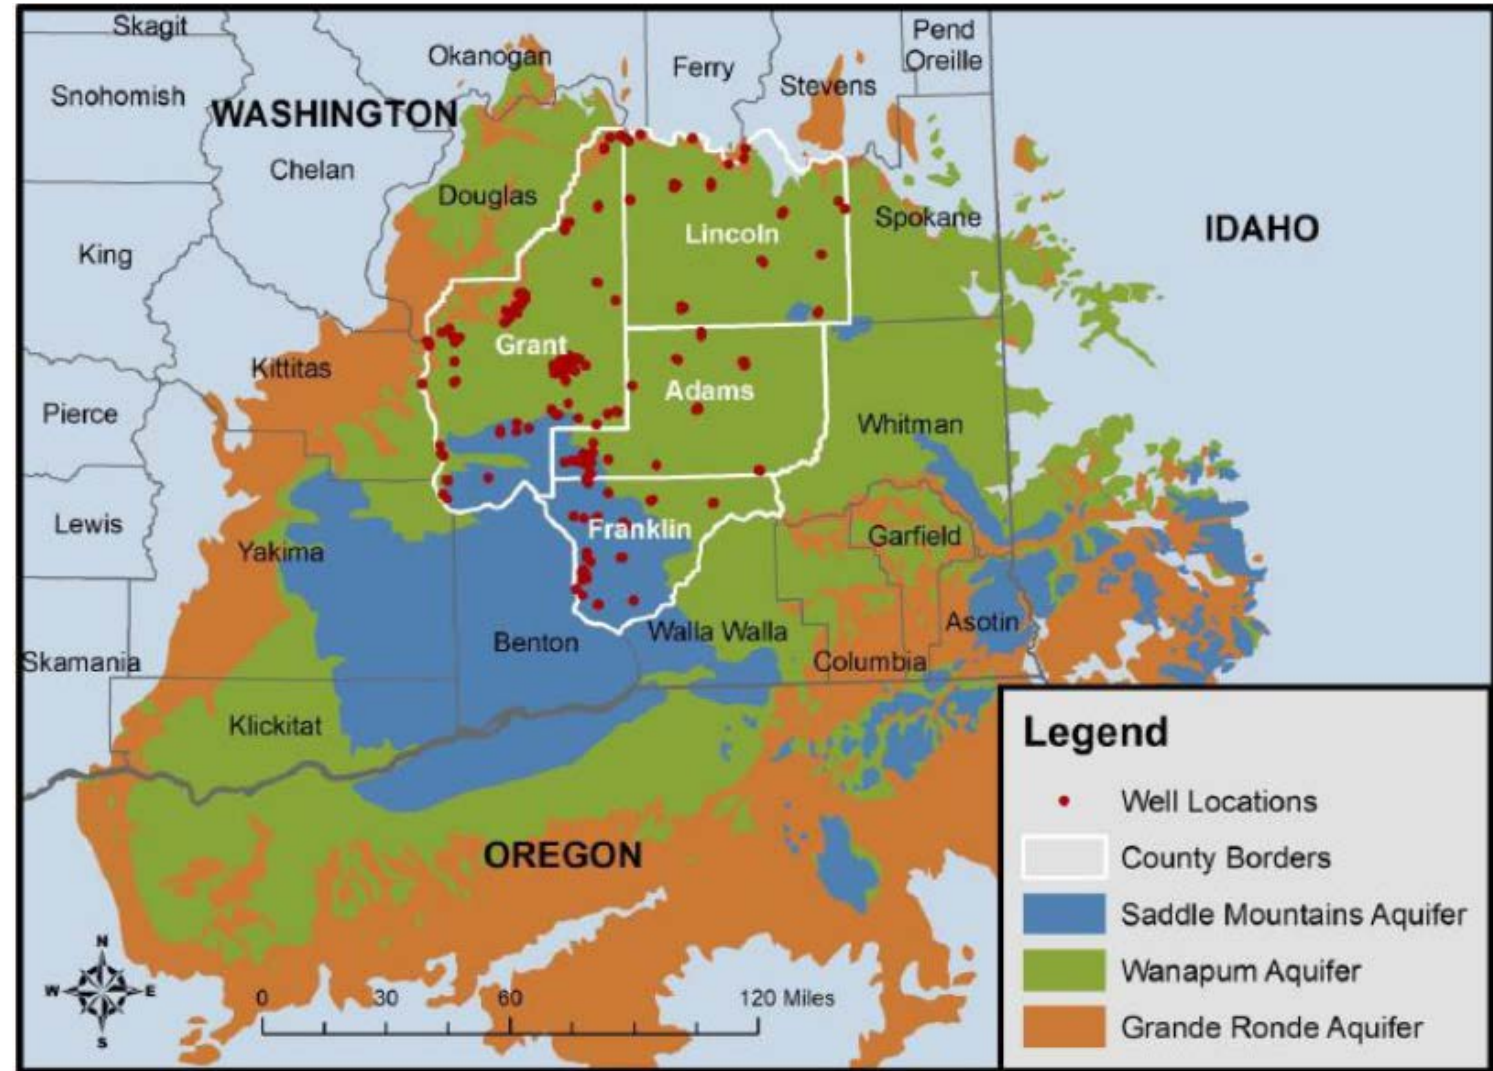 Skagit
Okanogan
Pend
Oreille
Ferry
Stevens
Snohomish
WASHINGTON
Chelan
Douglas
Spokane
IDAHO
Lincoln
King
Grant
Kittitas
Adams
Pierce
Whitman
Lewis
Franklin
Garfield
Yakima
Asotin
Benton
Walla Walla
Skamania
Columbia
Klickitat
OREGON
Legend
Well Locations
County Borders
Saddle Mountains Aquifer
Wanapum Aquifer
Grande Ronde Aquifer
N
W E
S
0 30 60 120 Miles